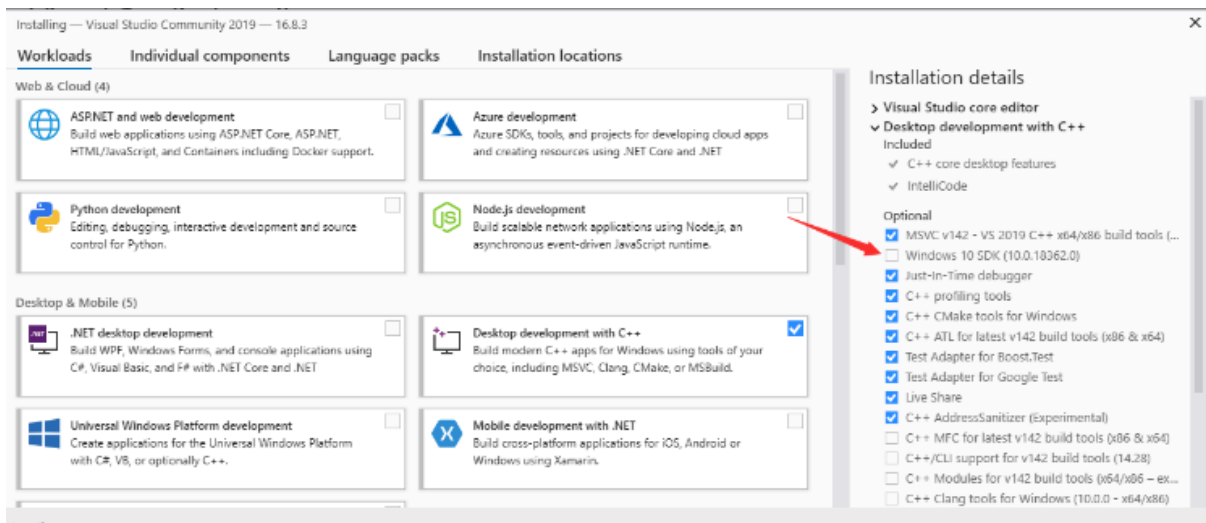 Installing — Visual Studio Community 2019 — 16.8.3
Workloads
Individual components
Language packs
Installation locations
Web & Cloud (4)
ASP.NET and web development
Build web applications using ASP.NET Core, ASP.NET,
HTML/JavaScript, and Containers including Docker support.
Azure development
Azure SDKs, tools, and projects for developing cloud apps
and creating resources using .NET Core and .NET
Python development
Editing, debugging, interactive development and source
control for Python.
Node.js development
Build scalable network applications using Node.js, an
asynchronous event-driven JavaScript runtime.
Desktop & Mobile (5)
.NET desktop development
Build WPF, Windows Forms, and console applications using
C#, Visual Basic, and F# with .NET Core and .NET
Desktop development with C++
Build modern C++ apps for Windows using tools of your
choice, including MSVC, Clang, CMake, or MSBuild.
Universal Windows Platform development
Create applications for the Universal Windows Platform
with C#, VB, or optionally C++.
Mobile development with .NET
Build cross-platform applications for iOS, Android or
Windows using Xamarin.
Installation details
Visual Studio core editor
Desktop development with C++
Included
C++ core desktop features
IntelliCode
Optional
MSVC v142 - VS 2019 C++ x64/x86 build tools (...
Windows 10 SDK (10.0.18362.0)
Just-In-Time debugger
C++ profiling tools
C++ CMake tools for Windows
C++ ATL for latest v142 build tools (x86 & x64)
Test Adapter for Boost.Test
Test Adapter for Google Test
Live Share
C++ AddressSanitizer (Experimental)
C++ MFC for latest v142 build tools (x86 & x64)
C++/CLI support for v142 build tools (14.28)
C++ Modules for v142 build tools (x64/x86 – ex...
C++ Clang tools for Windows (10.0.0 - x64/x86)